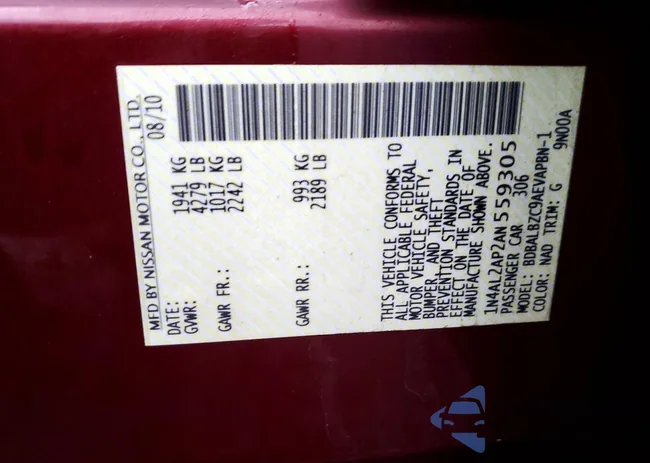 MFD BY NISSAN MOTOR CO., LTD.
DATE: 08/10
GVWR: 1941 KG
4279 LB
GAWR FR.: 1017 KG
2242 LB
GAWR RR.: 993 KG
2189 LB
THIS VEHICLE CONFORMS TO
ALL APPLICABLE FEDERAL
MOTOR VEHICLE SAFETY,
BUMPER, AND THEFT
PREVENTION STANDARDS IN
EFFECT ON THE DATE OF
MANUFACTURE SHOWN ABOVE.
1N4AL2AP2AN559305
PASSENGER CAR 306
MODEL: BDBALBZC9AEVAPBN-1
COLOR: NAD TRIM: G 9N00A